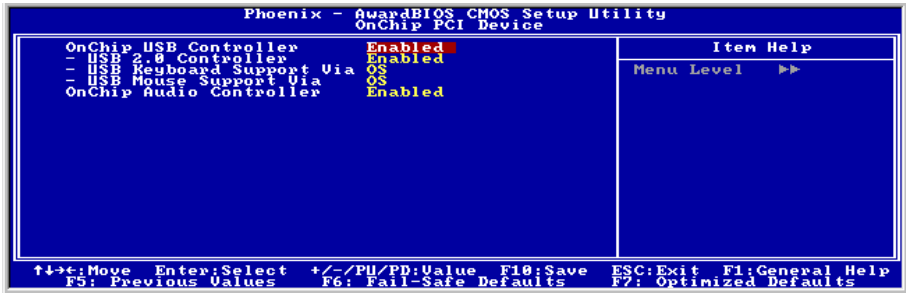 Phoenix - AwardBIOS CMOS Setup Utility
OnChip PCI Device
OnChip USB Controller Enabled
- USB 2.0 Controller Enabled
- USB Keyboard Support Via OS
- USB Mouse Support Via OS
OnChip Audio Controller Enabled
Item Help
Menu Level ►►
↑↓→←:Move Enter:Select +/-/PU/PD:Value F10:Save ESC:Exit F1:General Help
F5: Previous Values F6: Fail-Safe Defaults F7: Optimized Defaults